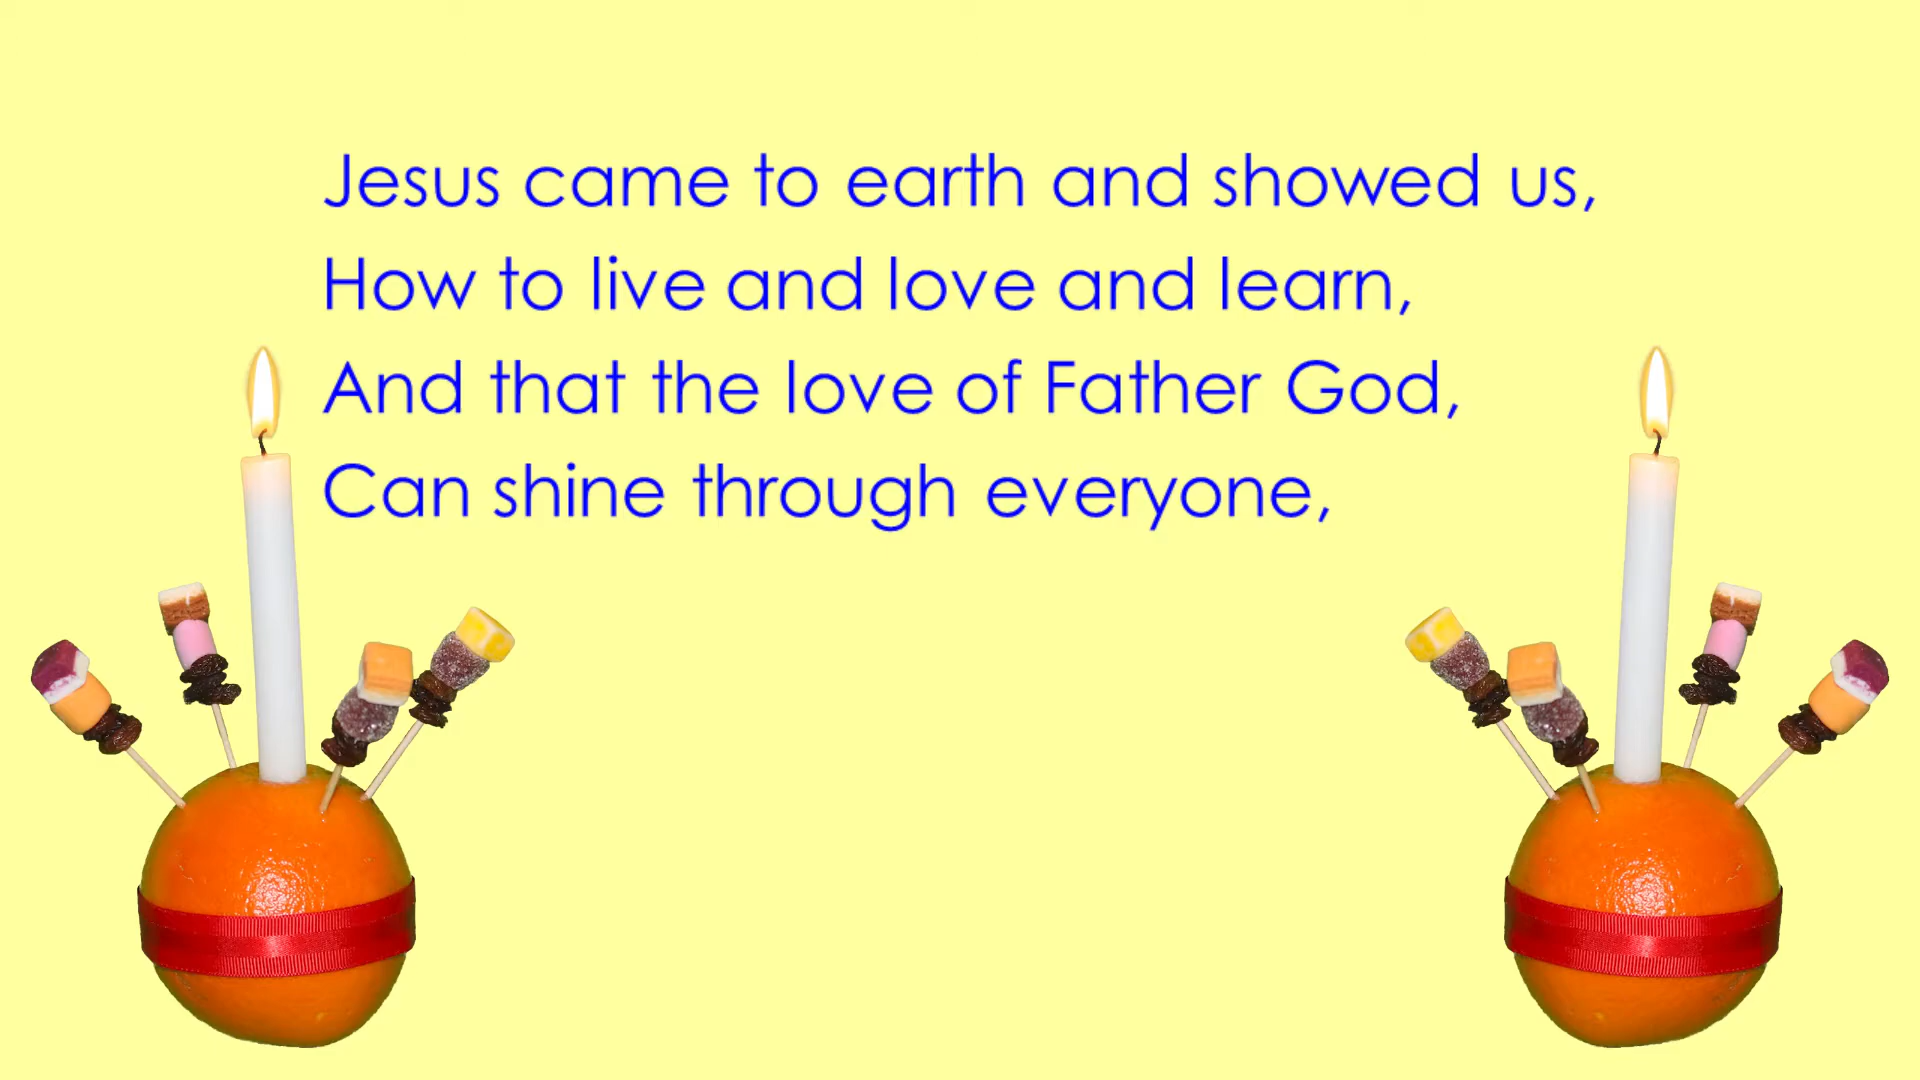 Jesus came to earth and showed us,
How to live and love and learn,
And that the love of Father God,
Can shine through everyone,